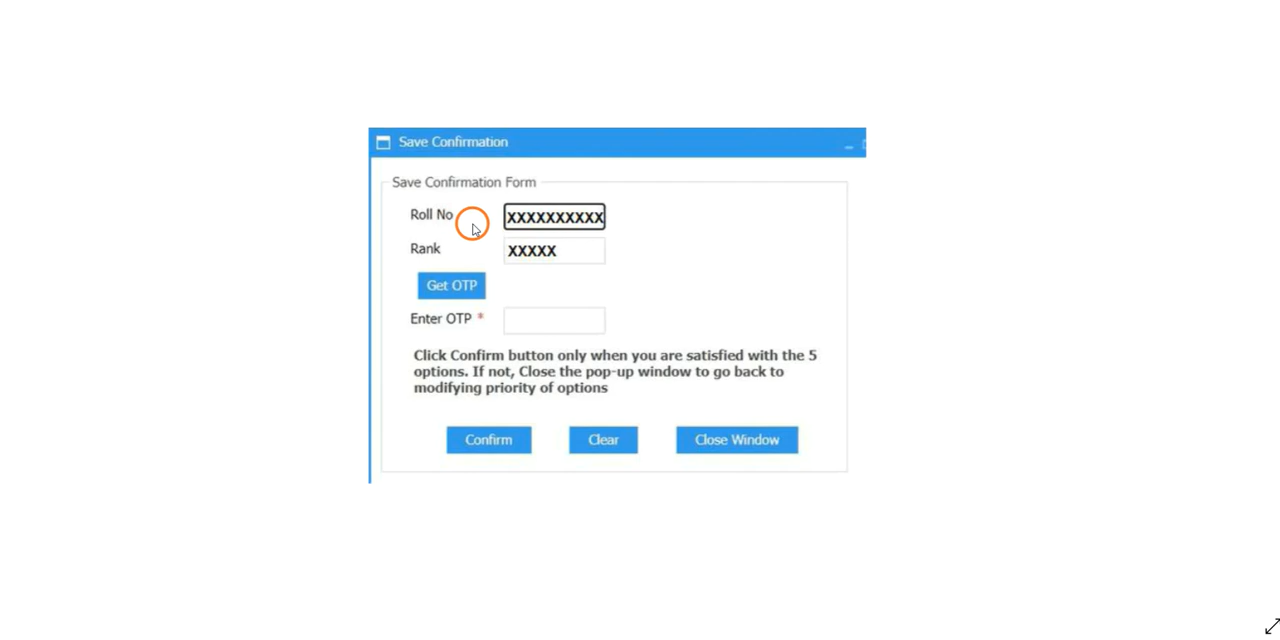 Save Confirmation
Save Confirmation Form
Roll No XXXXXXXXXX
Rank XXXXX
Get OTP
Enter OTP *
Click Confirm button only when you are satisfied with the 5
options. If not, Close the pop-up window to go back to
modifying priority of options
Confirm Clear Close Window